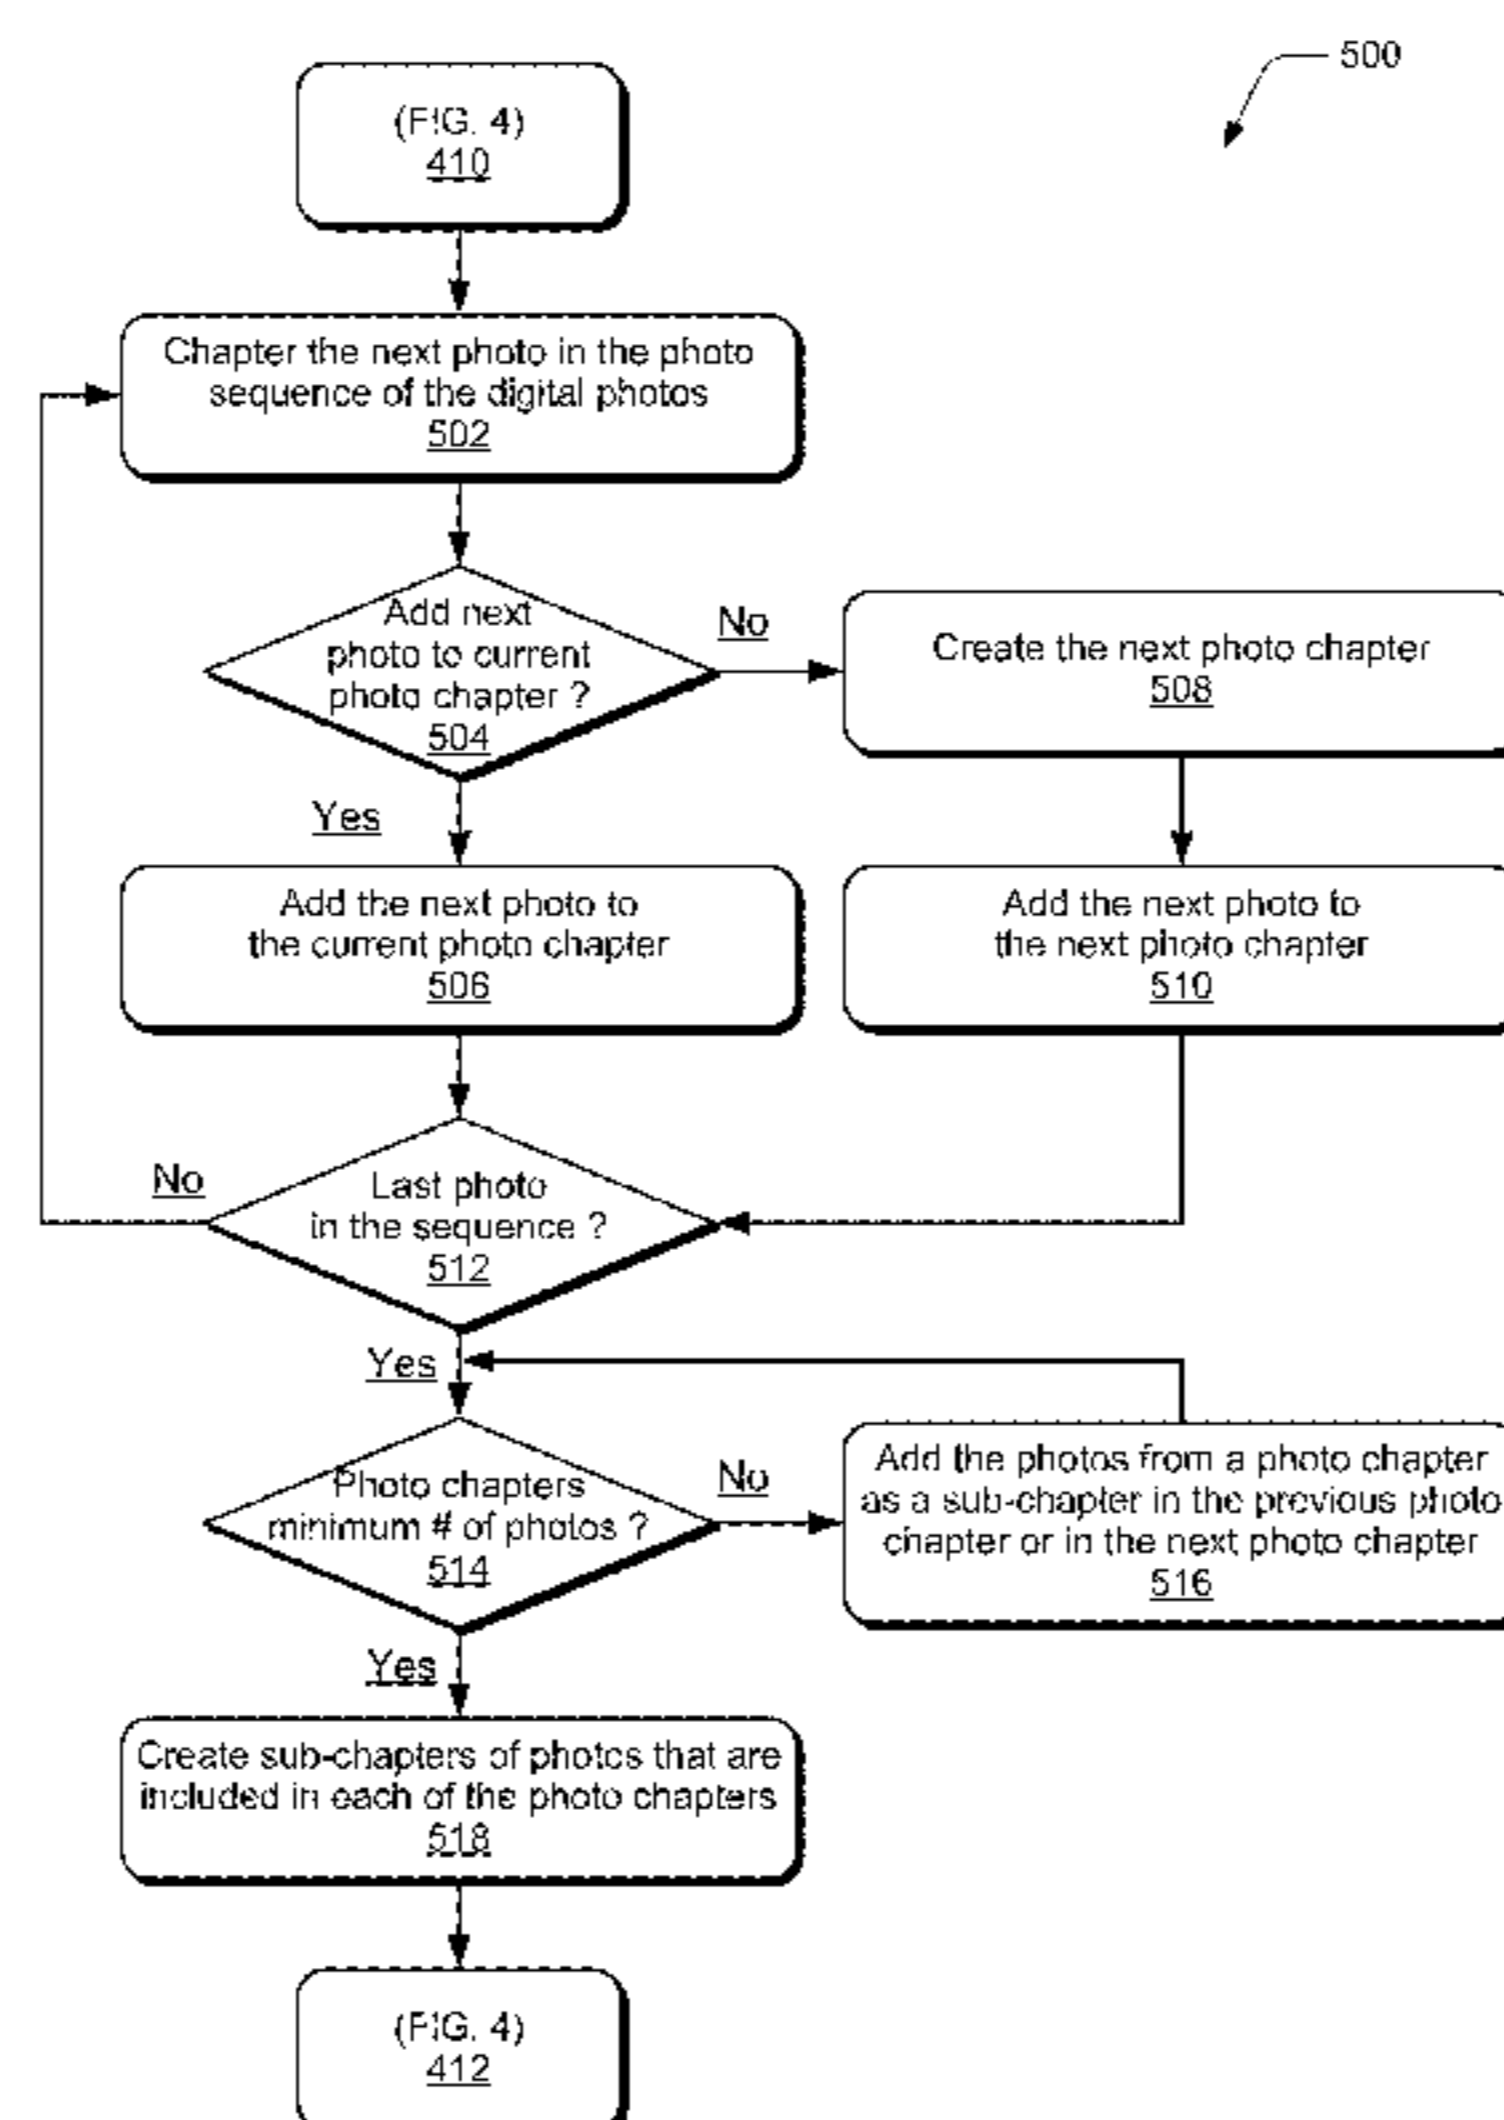 500
(FIG. 4)
410
Chapter the next photo in the photo
sequence of the digital photos
502
Add next
photo to current
photo chapter ?
504
No
Create the next photo chapter
508
Yes
Add the next photo to
the current photo chapter
506
Add the next photo to
the next photo chapter
510
No
Last photo
in the sequence ?
512
Yes
Photo chapters
minimum # of photos ?
514
No
Add the photos from a photo chapter
as a sub-chapter in the previous photo
chapter or in the next photo chapter
516
Yes
Create sub-chapters of photos that are
included in each of the photo chapters
518
(FIG. 4)
412